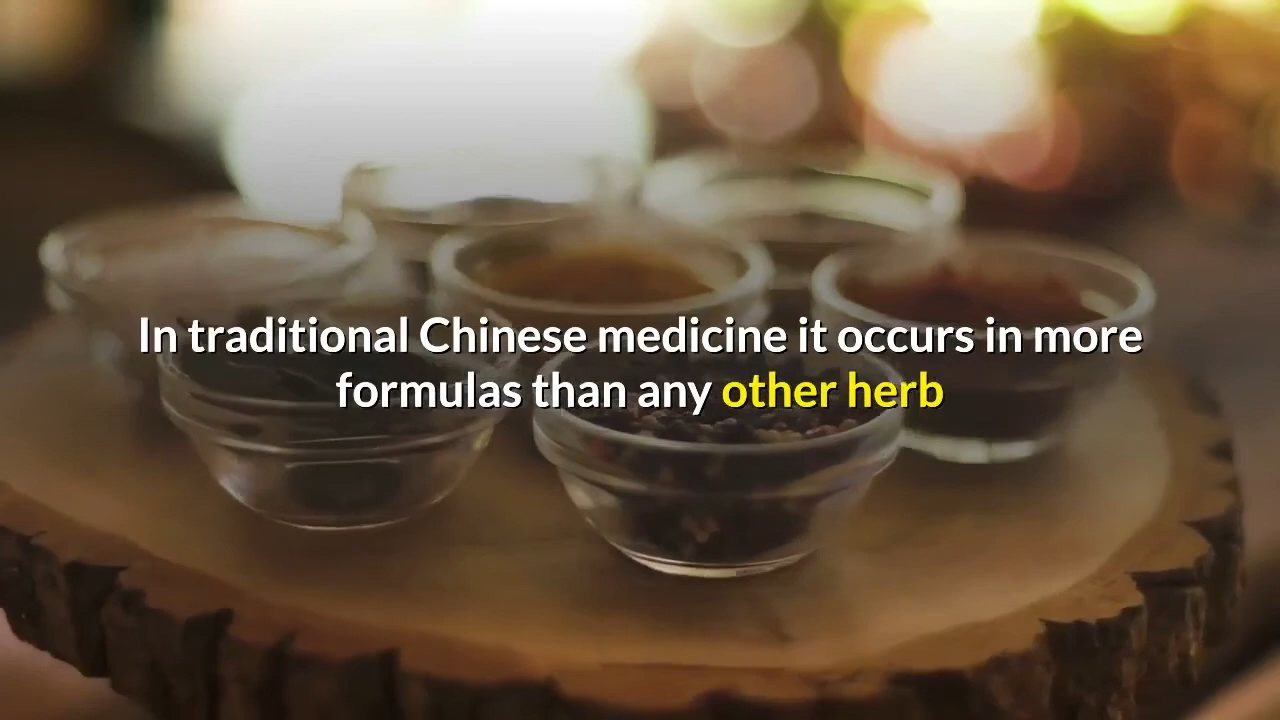 In traditional Chinese medicine it occurs in more
formulas than any other herb